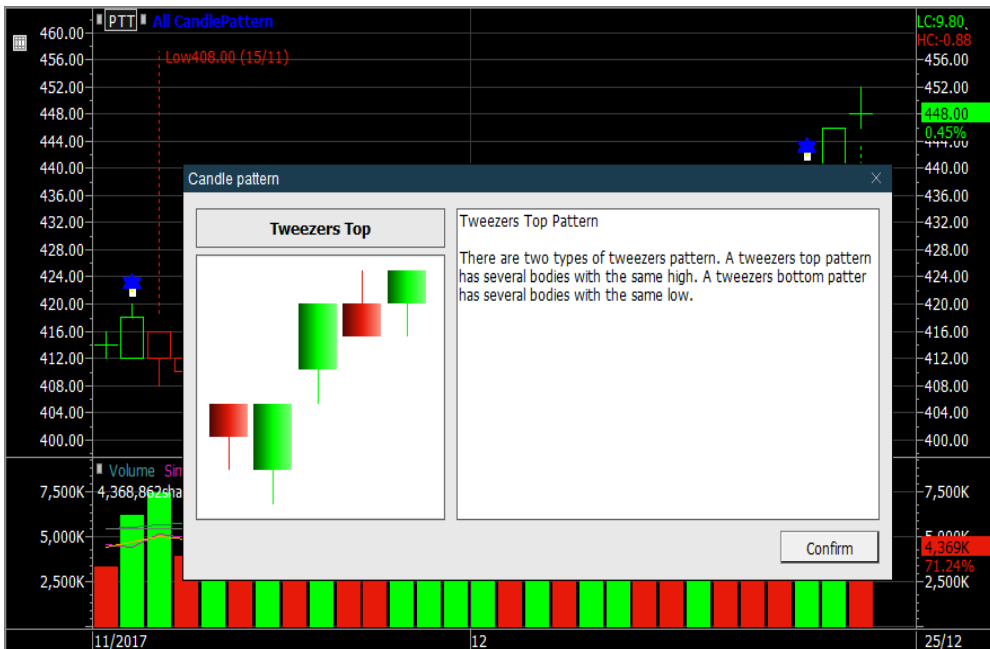 PTT All CandlePattern
LC:9.80
HC:-0.88
Low408.00 (15/11)
460.00
456.00 456.00
452.00 452.00
448.00 448.00
0.45%
444.00
440.00 440.00
436.00 436.00
432.00 432.00
428.00 428.00
424.00 424.00
420.00 420.00
416.00 416.00
412.00 412.00
408.00 408.00
404.00 404.00
400.00 400.00
Candle pattern
Tweezers Top
Tweezers Top Pattern
There are two types of tweezers pattern. A tweezers top pattern
has several bodies with the same high. A tweezers bottom patter
has several bodies with the same low.
Confirm
Volume
4,368,862
7,500K 7,500K
5,000K
4,369K
71.24%
2,500K 2,500K
11/2017 12 25/12